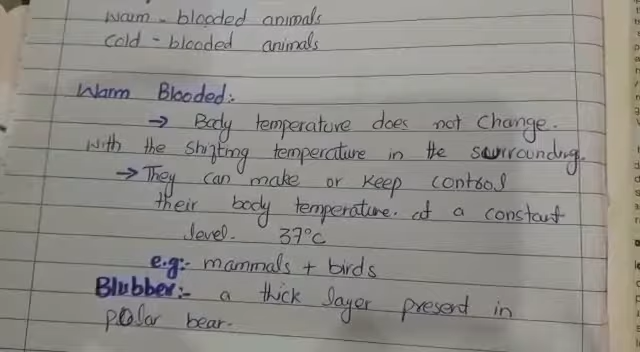 warm - blooded animals
cold - blooded animals
Warm Blooded:-
→ Body temperature does not change.
with the shifting temperature in the surrounding.
→ They can make or keep control
their body temperature. at a constant
level. 37°C
e.g:- mammals + birds
Blubber:- a thick layer present in
polar bear.